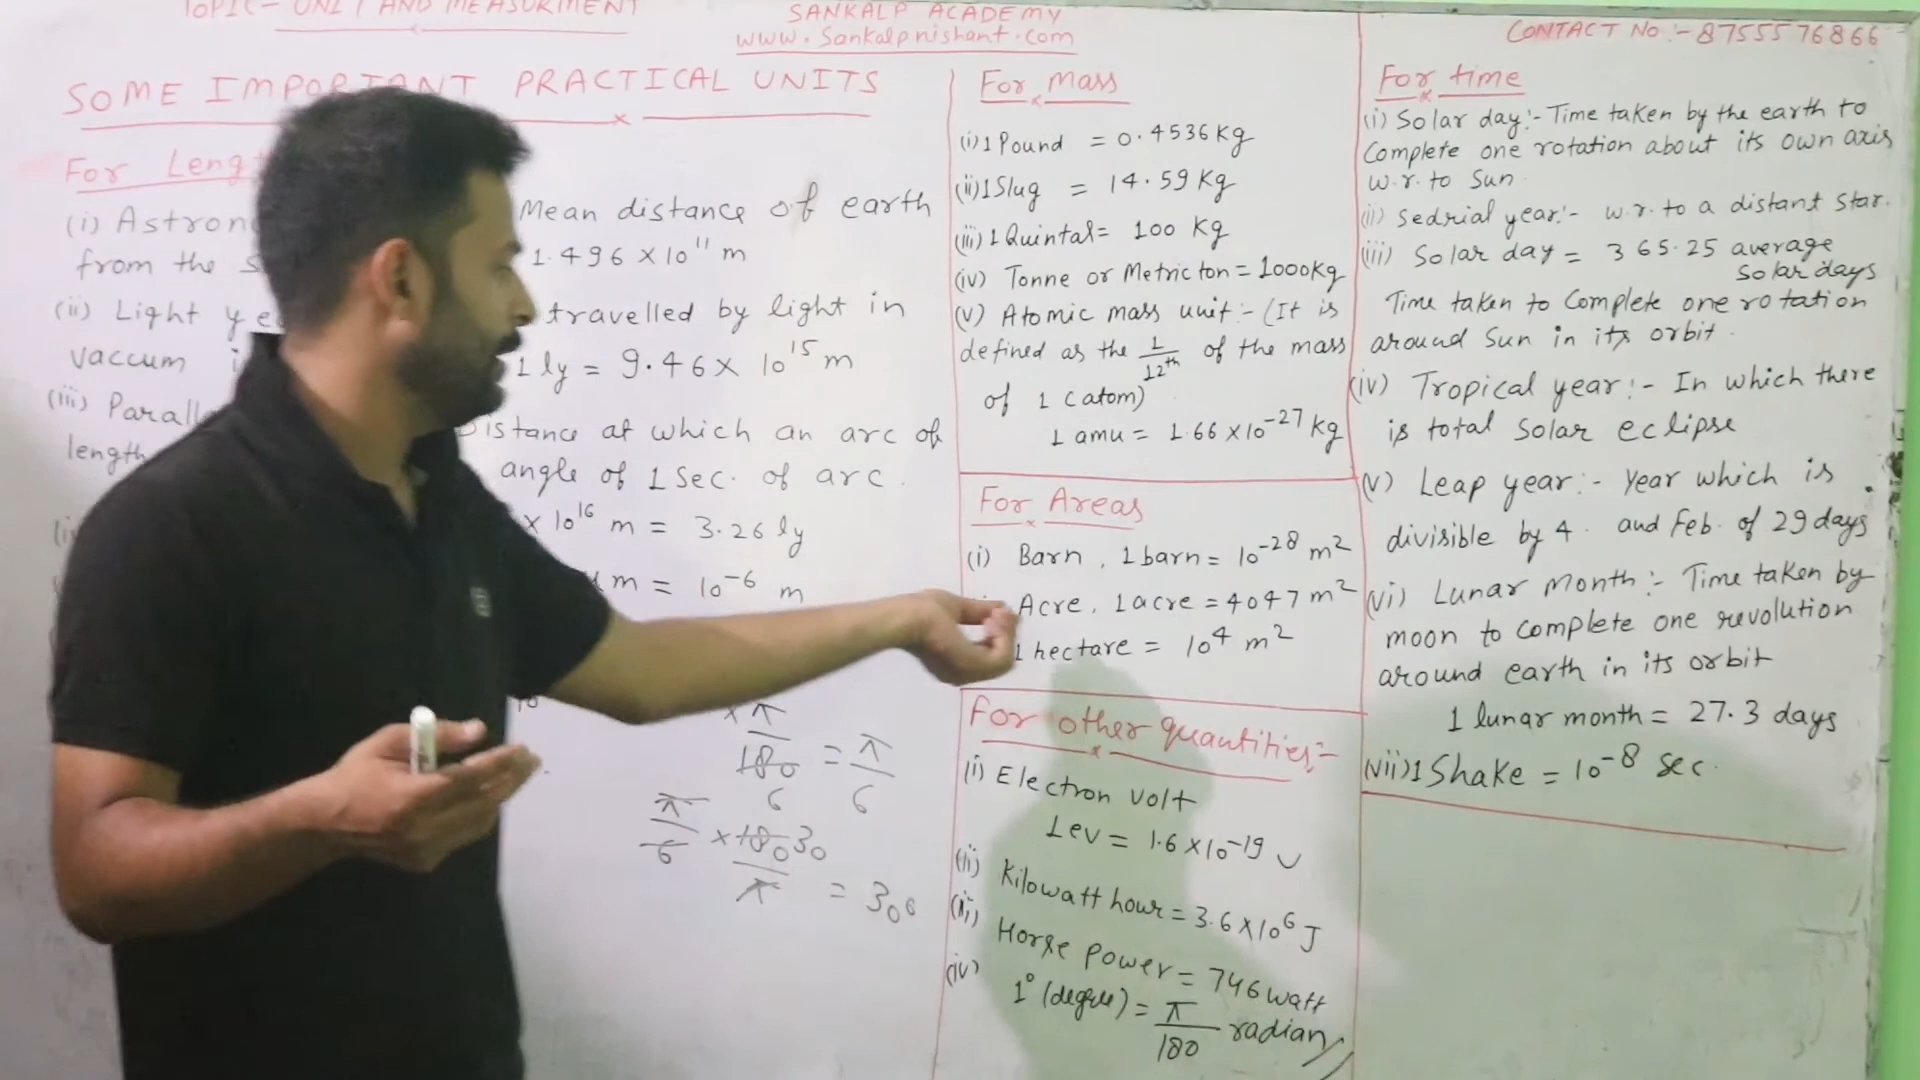 TOPIC- UNIT AND MEASURMENT
SANKALP ACADEMY
www.Sankalpnishant.com
CONTACT No:-8755576866
SOME IMPORTANT PRACTICAL UNITS
For Leng
(i) Astron Mean distance of earth
from the S 1.496 X 10¹¹ m
(ii) Light ye travelled by light in
vaccum i 1 ly = 9.46 X 10¹⁵ m
(iii) Parall Distance at which an arc of
length angle of 1 Sec. of arc.
X 10¹⁶ m = 3.26 ly
m = 10⁻⁶ m
x π/180 = π/6
6
π/6 x 180/π 30 = 30°
For Mass
(i) 1 Pound = 0.4536 Kg
(ii) 1 Slug = 14.59 Kg
(iii) 1 Quintal = 100 Kg
(iv) Tonne or Metric ton = 1000kg
(v) Atomic mass unit:- (It is
defined as the 1/12th of the mass
of 1 C atom)
1 amu = 1.66 X 10⁻²⁷ kg
For Areas
(i) Barn, 1 barn = 10⁻²⁸ m²
Acre, 1 acre = 4047 m²
1 hectare = 10⁴ m²
For other quantities:-
(i) Electron volt
1 ev = 1.6 X 10⁻¹⁹ J
(ii) Kilowatt hour = 3.6 X 10⁶ J
(iii) Horse power = 746 watt
(iv) 1° (degree) = π/180 radian
For time
(i) Solar day:- Time taken by the earth to
Complete one rotation about its own axis
w.r. to Sun
(ii) Sedrial year:- w.r. to a distant star.
(iii) Solar day = 365.25 average
solar days
Time taken to Complete one rotation
around Sun in its orbit.
(iv) Tropical year:- In which there
is total Solar eclipse
(v) Leap year:- Year which is
divisible by 4. and Feb. of 29 days
(vi) Lunar Month:- Time taken by
moon to complete one revolution
around earth in its orbit
1 lunar month = 27.3 days
(vii) 1 Shake = 10⁻⁸ sec.